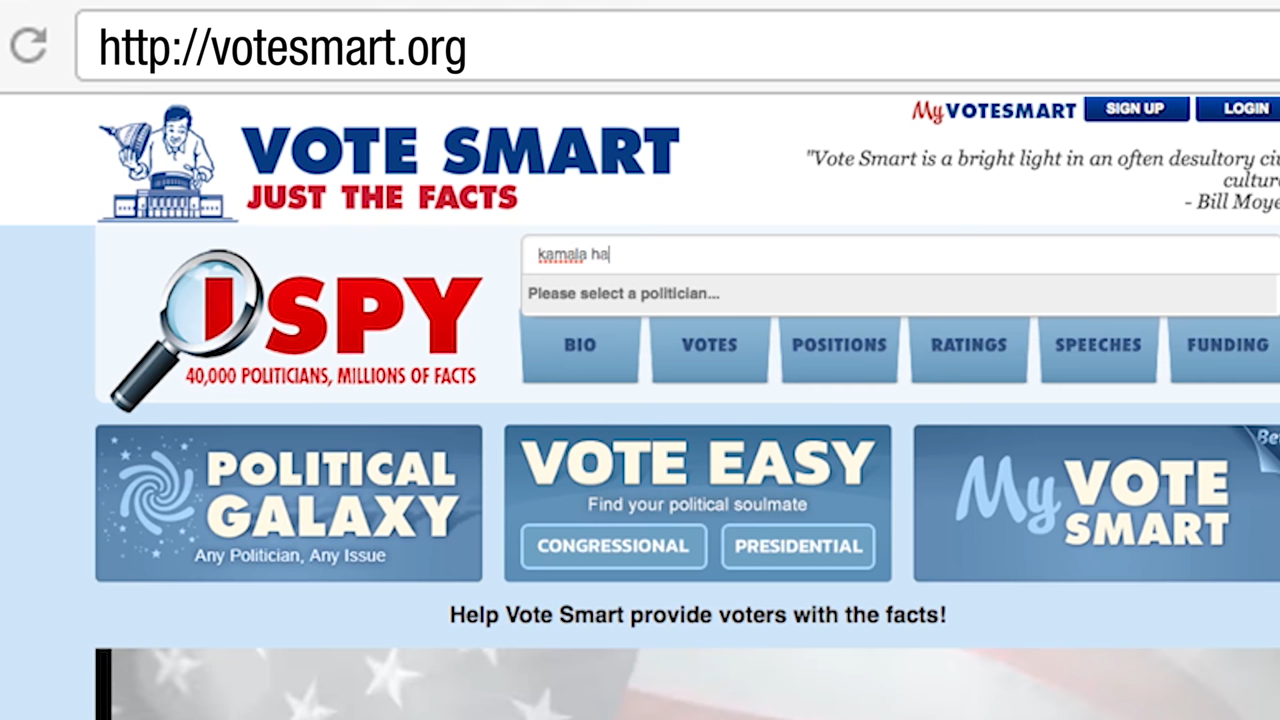 http://votesmart.org
MyVOTESMART SIGN UP LOGIN
VOTE SMART
JUST THE FACTS
"Vote Smart is a bright light in an often desultory
- Bill
kamala ha
Please select a politician...
I SPY
40,000 POLITICIANS, MILLIONS OF FACTS
BIO VOTES POSITIONS RATINGS SPEECHES FUNDING
POLITICAL
GALAXY
Any Politician, Any Issue
VOTE EASY
Find your political soulmate
CONGRESSIONAL PRESIDENTIAL
My VOTE
SMART
Help Vote Smart provide voters with the facts!